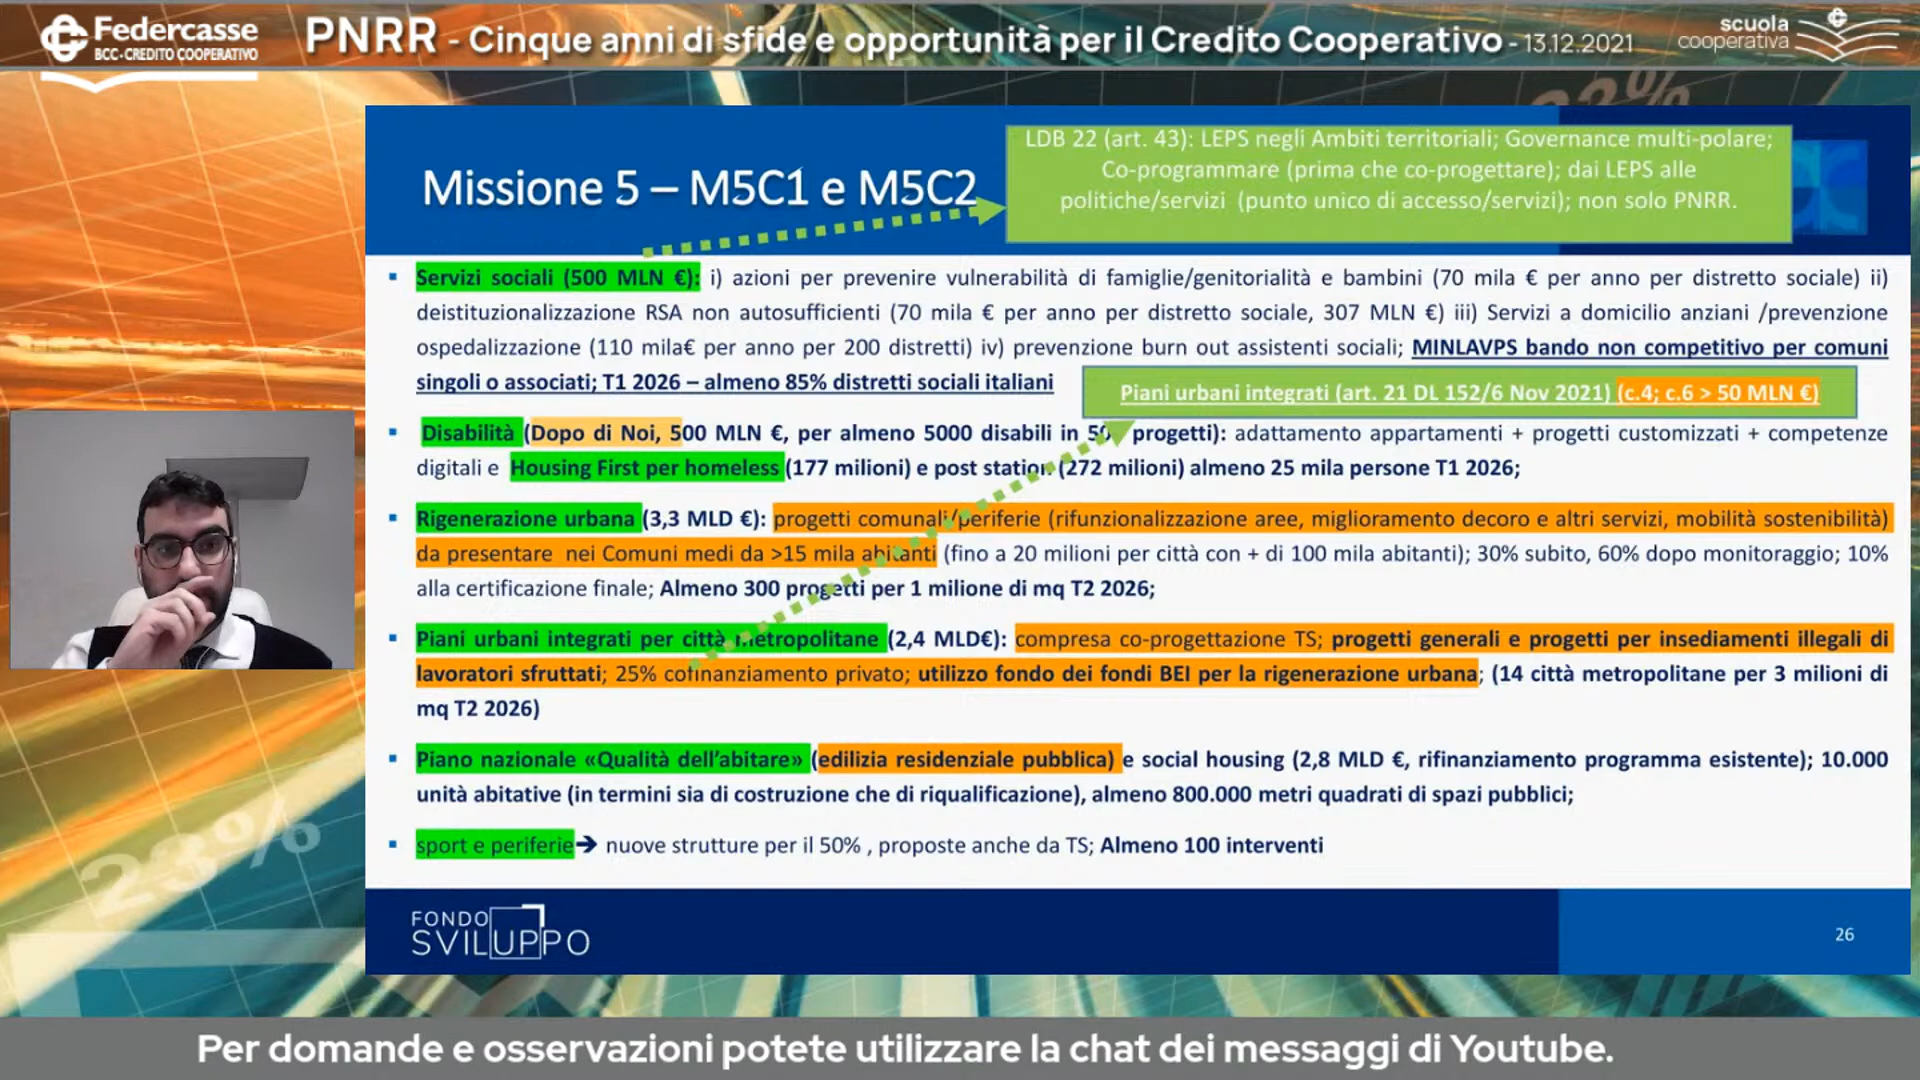 Federcasse
BCC-CREDITO COOPERATIVO
PNRR - Cinque anni di sfide e opportunità per il Credito Cooperativo - 13.12.2021
scuola
cooperativa
Missione 5 – M5C1 e M5C2
LDB 22 (art. 43): LEPS negli Ambiti territoriali; Governance multi-polare;
Co-programmare (prima che co-progettare); dai LEPS alle
politiche/servizi (punto unico di accesso/servizi); non solo PNRR.
▪ Servizi sociali (500 MLN €): i) azioni per prevenire vulnerabilità di famiglie/genitorialità e bambini (70 mila € per anno per distretto sociale) ii)
deistituzionalizzazione RSA non autosufficienti (70 mila € per anno per distretto sociale, 307 MLN €) iii) Servizi a domicilio anziani /prevenzione
ospedalizzazione (110 mila€ per anno per 200 distretti) iv) prevenzione burn out assistenti sociali; MINLAVPS bando non competitivo per comuni
singoli o associati; T1 2026 – almeno 85% distretti sociali italiani
Piani urbani integrati (art. 21 DL 152/6 Nov 2021) (c.4; c.6 > 50 MLN €)
▪ Disabilità (Dopo di Noi, 500 MLN €, per almeno 5000 disabili in progetti): adattamento appartamenti + progetti customizzati + competenze
digitali e Housing First per homeless (177 milioni) e post station (272 milioni) almeno 25 mila persone T1 2026;
▪ Rigenerazione urbana (3,3 MLD €): progetti comunali/periferie (rifunzionalizzazione aree, miglioramento decoro e altri servizi, mobilità sostenibilità)
da presentare nei Comuni medi da >15 mila abitanti (fino a 20 milioni per città con + di 100 mila abitanti); 30% subito, 60% dopo monitoraggio; 10%
alla certificazione finale; Almeno 300 progetti per 1 milione di mq T2 2026;
▪ Piani urbani integrati per città metropolitane (2,4 MLD€): compresa co-progettazione TS; progetti generali e progetti per insediamenti illegali di
lavoratori sfruttati; 25% cofinanziamento privato; utilizzo fondo dei fondi BEI per la rigenerazione urbana; (14 città metropolitane per 3 milioni di
mq T2 2026)
▪ Piano nazionale «Qualità dell’abitare» (edilizia residenziale pubblica) e social housing (2,8 MLD €, rifinanziamento programma esistente); 10.000
unità abitative (in termini sia di costruzione che di riqualificazione), almeno 800.000 metri quadrati di spazi pubblici;
▪ sport e periferie➔ nuove strutture per il 50% , proposte anche da TS; Almeno 100 interventi
23%
FONDO
SVILUPPO
26
Per domande e osservazioni potete utilizzare la chat dei messaggi di Youtube.